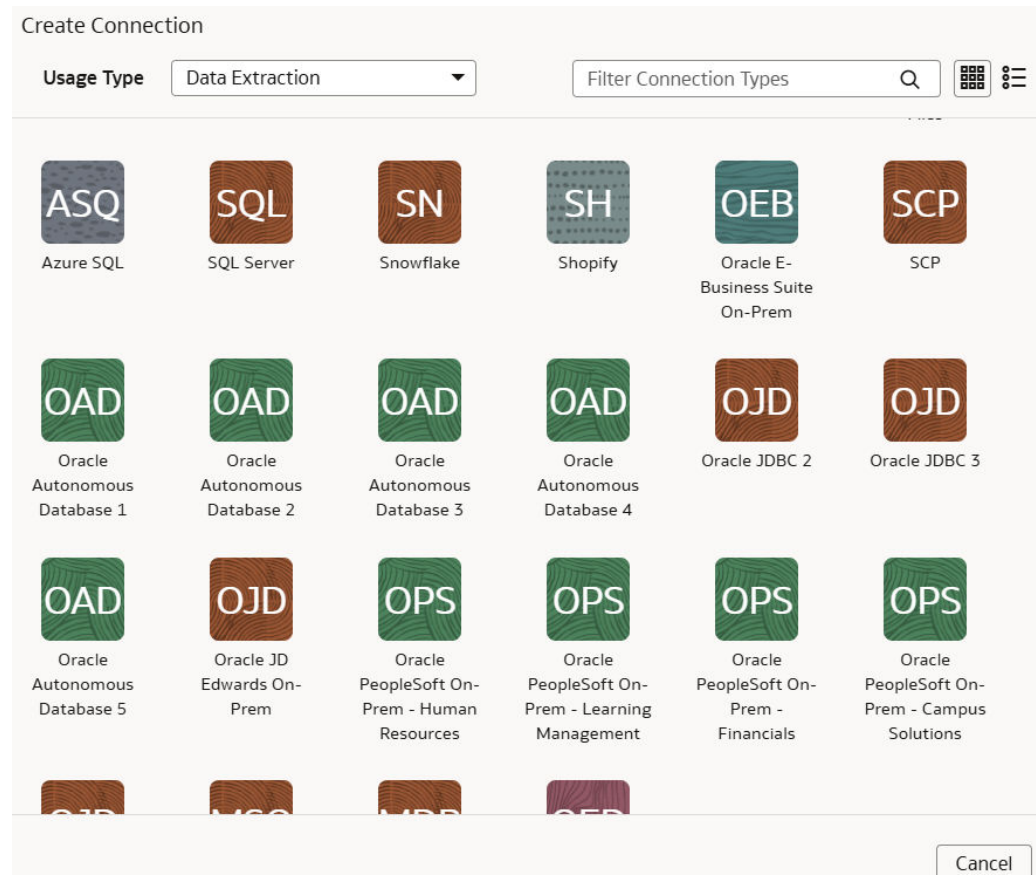 Create Connection
Usage Type Data Extraction Filter Connection Types
ASQ SQL SN SH OEB SCP
Azure SQL SQL Server Snowflake Shopify Oracle E- SCP
Business Suite
On-Prem
OAD OAD OAD OAD OJD OJD
Oracle Oracle Oracle Oracle Oracle JDBC 2 Oracle JDBC 3
Autonomous Autonomous Autonomous Autonomous
Database 1 Database 2 Database 3 Database 4
OAD OJD OPS OPS OPS OPS
Oracle Oracle JD Oracle Oracle Oracle Oracle
Autonomous Edwards On- PeopleSoft On- PeopleSoft On- PeopleSoft On- PeopleSoft On-
Database 5 Prem Prem - Human Prem - Learning Prem - Prem - Campus
Resources Management Financials Solutions
Cancel